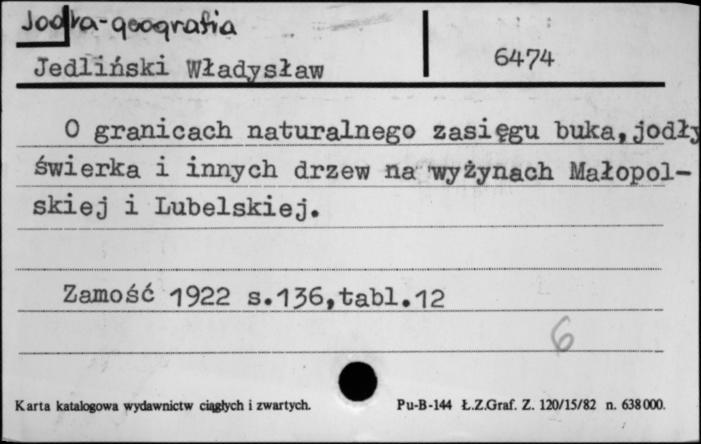 Jodła-geografia
Jedliński Władysław 6474
O granicach naturalnego zasięgu buka,jodły
świerka i innych drzew na wyżynach Małopol-
skiej i Lubelskiej.
Zamość 1922 s.136,tabl.12
6
Karta katalogowa wydawnictw ciągłych i zwartych. Pu-B-144 Ł.Z.Graf. Z. 120/15/82 n. 638000.